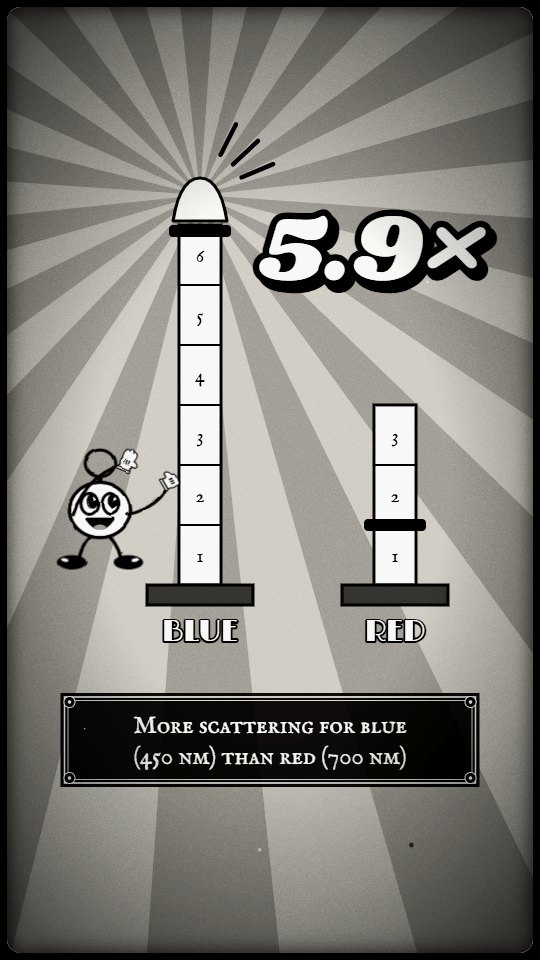 5.9×
6
5
4
3
2
1
3
2
1
BLUE
RED
More scattering for blue
(450 nm) than red (700 nm)